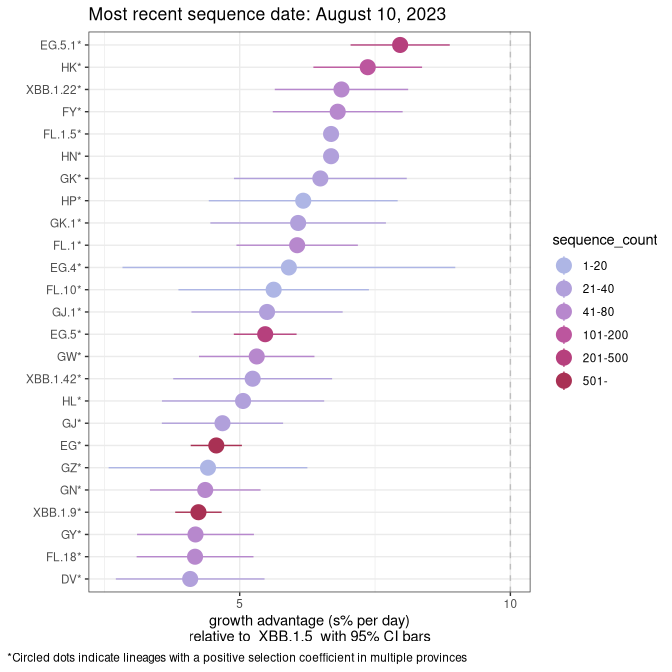 Most recent sequence date: August 10, 2023
EG.5.1*
HK*
XBB.1.22*
FY*
FL.1.5*
HN*
GK*
HP*
GK.1*
FL.1*
EG.4*
FL.10*
GJ.1*
EG.5*
GW*
XBB.1.42*
HL*
GJ*
EG*
GZ*
GN*
XBB.1.9*
GY*
FL.18*
DV*
5 10
growth advantage (s% per day)
relative to XBB.1.5 with 95% CI bars
sequence_count
1-20
21-40
41-80
101-200
201-500
501-
*Circled dots indicate lineages with a positive selection coefficient in multiple provinces